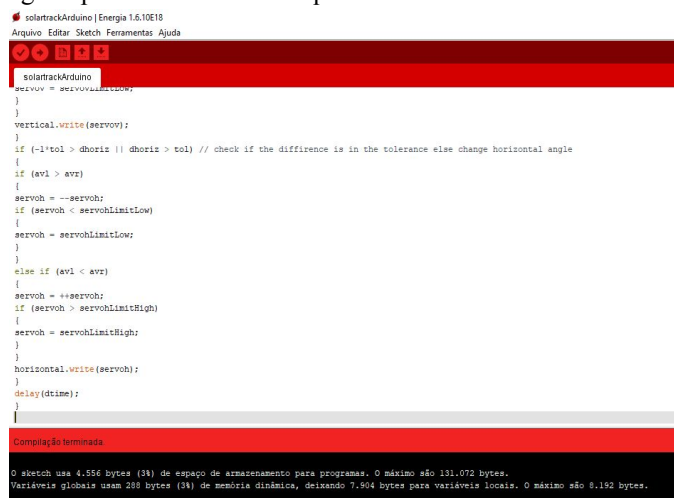 solartrackArduino | Energia 1.6.10E18
Arquivo Editar Sketch Ferramentas Ajuda
solartrackArduino
servov = servovLimitLow;
}
}
vertical.write(servov);
}
if (-1*tol > dhoriz || dhoriz > tol) // check if the diffirence is in the tolerance else change horizontal angle
{
if (avl > avr)
{
servoh = --servoh;
if (servoh < servohLimitLow)
{
servoh = servohLimitLow;
}
}
else if (avl < avr)
{
servoh = ++servoh;
if (servoh > servohLimitHigh)
{
servoh = servohLimitHigh;
}
}
horizontal.write(servoh);
}
delay(dtime);
}
Compilação terminada.
O sketch usa 4.556 bytes (3%) de espaço de armazenamento para programas. O máximo são 131.072 bytes.
Variáveis globais usam 288 bytes (3%) de memória dinâmica, deixando 7.904 bytes para variáveis locais. O máximo são 8.192 bytes.